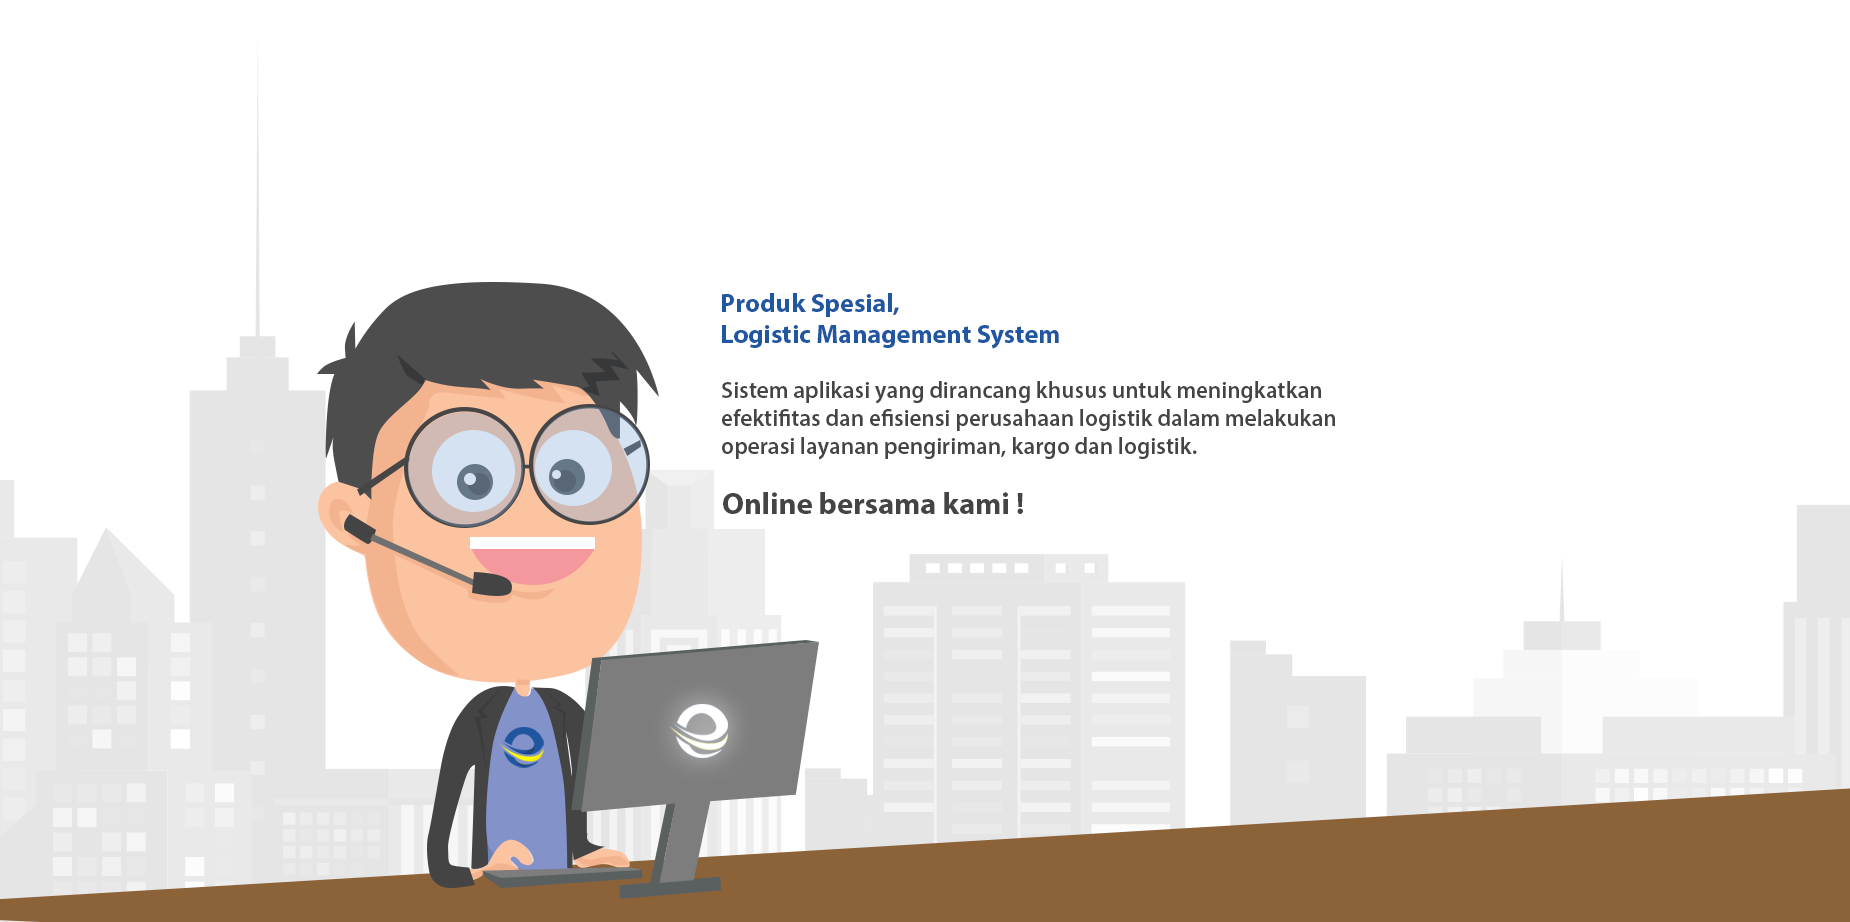 Produk Spesial,
Logistic Management System
Sistem aplikasi yang dirancang khusus untuk meningkatkan
efektifitas dan efisiensi perusahaan logistik dalam melakukan
operasi layanan pengiriman, kargo dan logistik.
Online bersama kami !